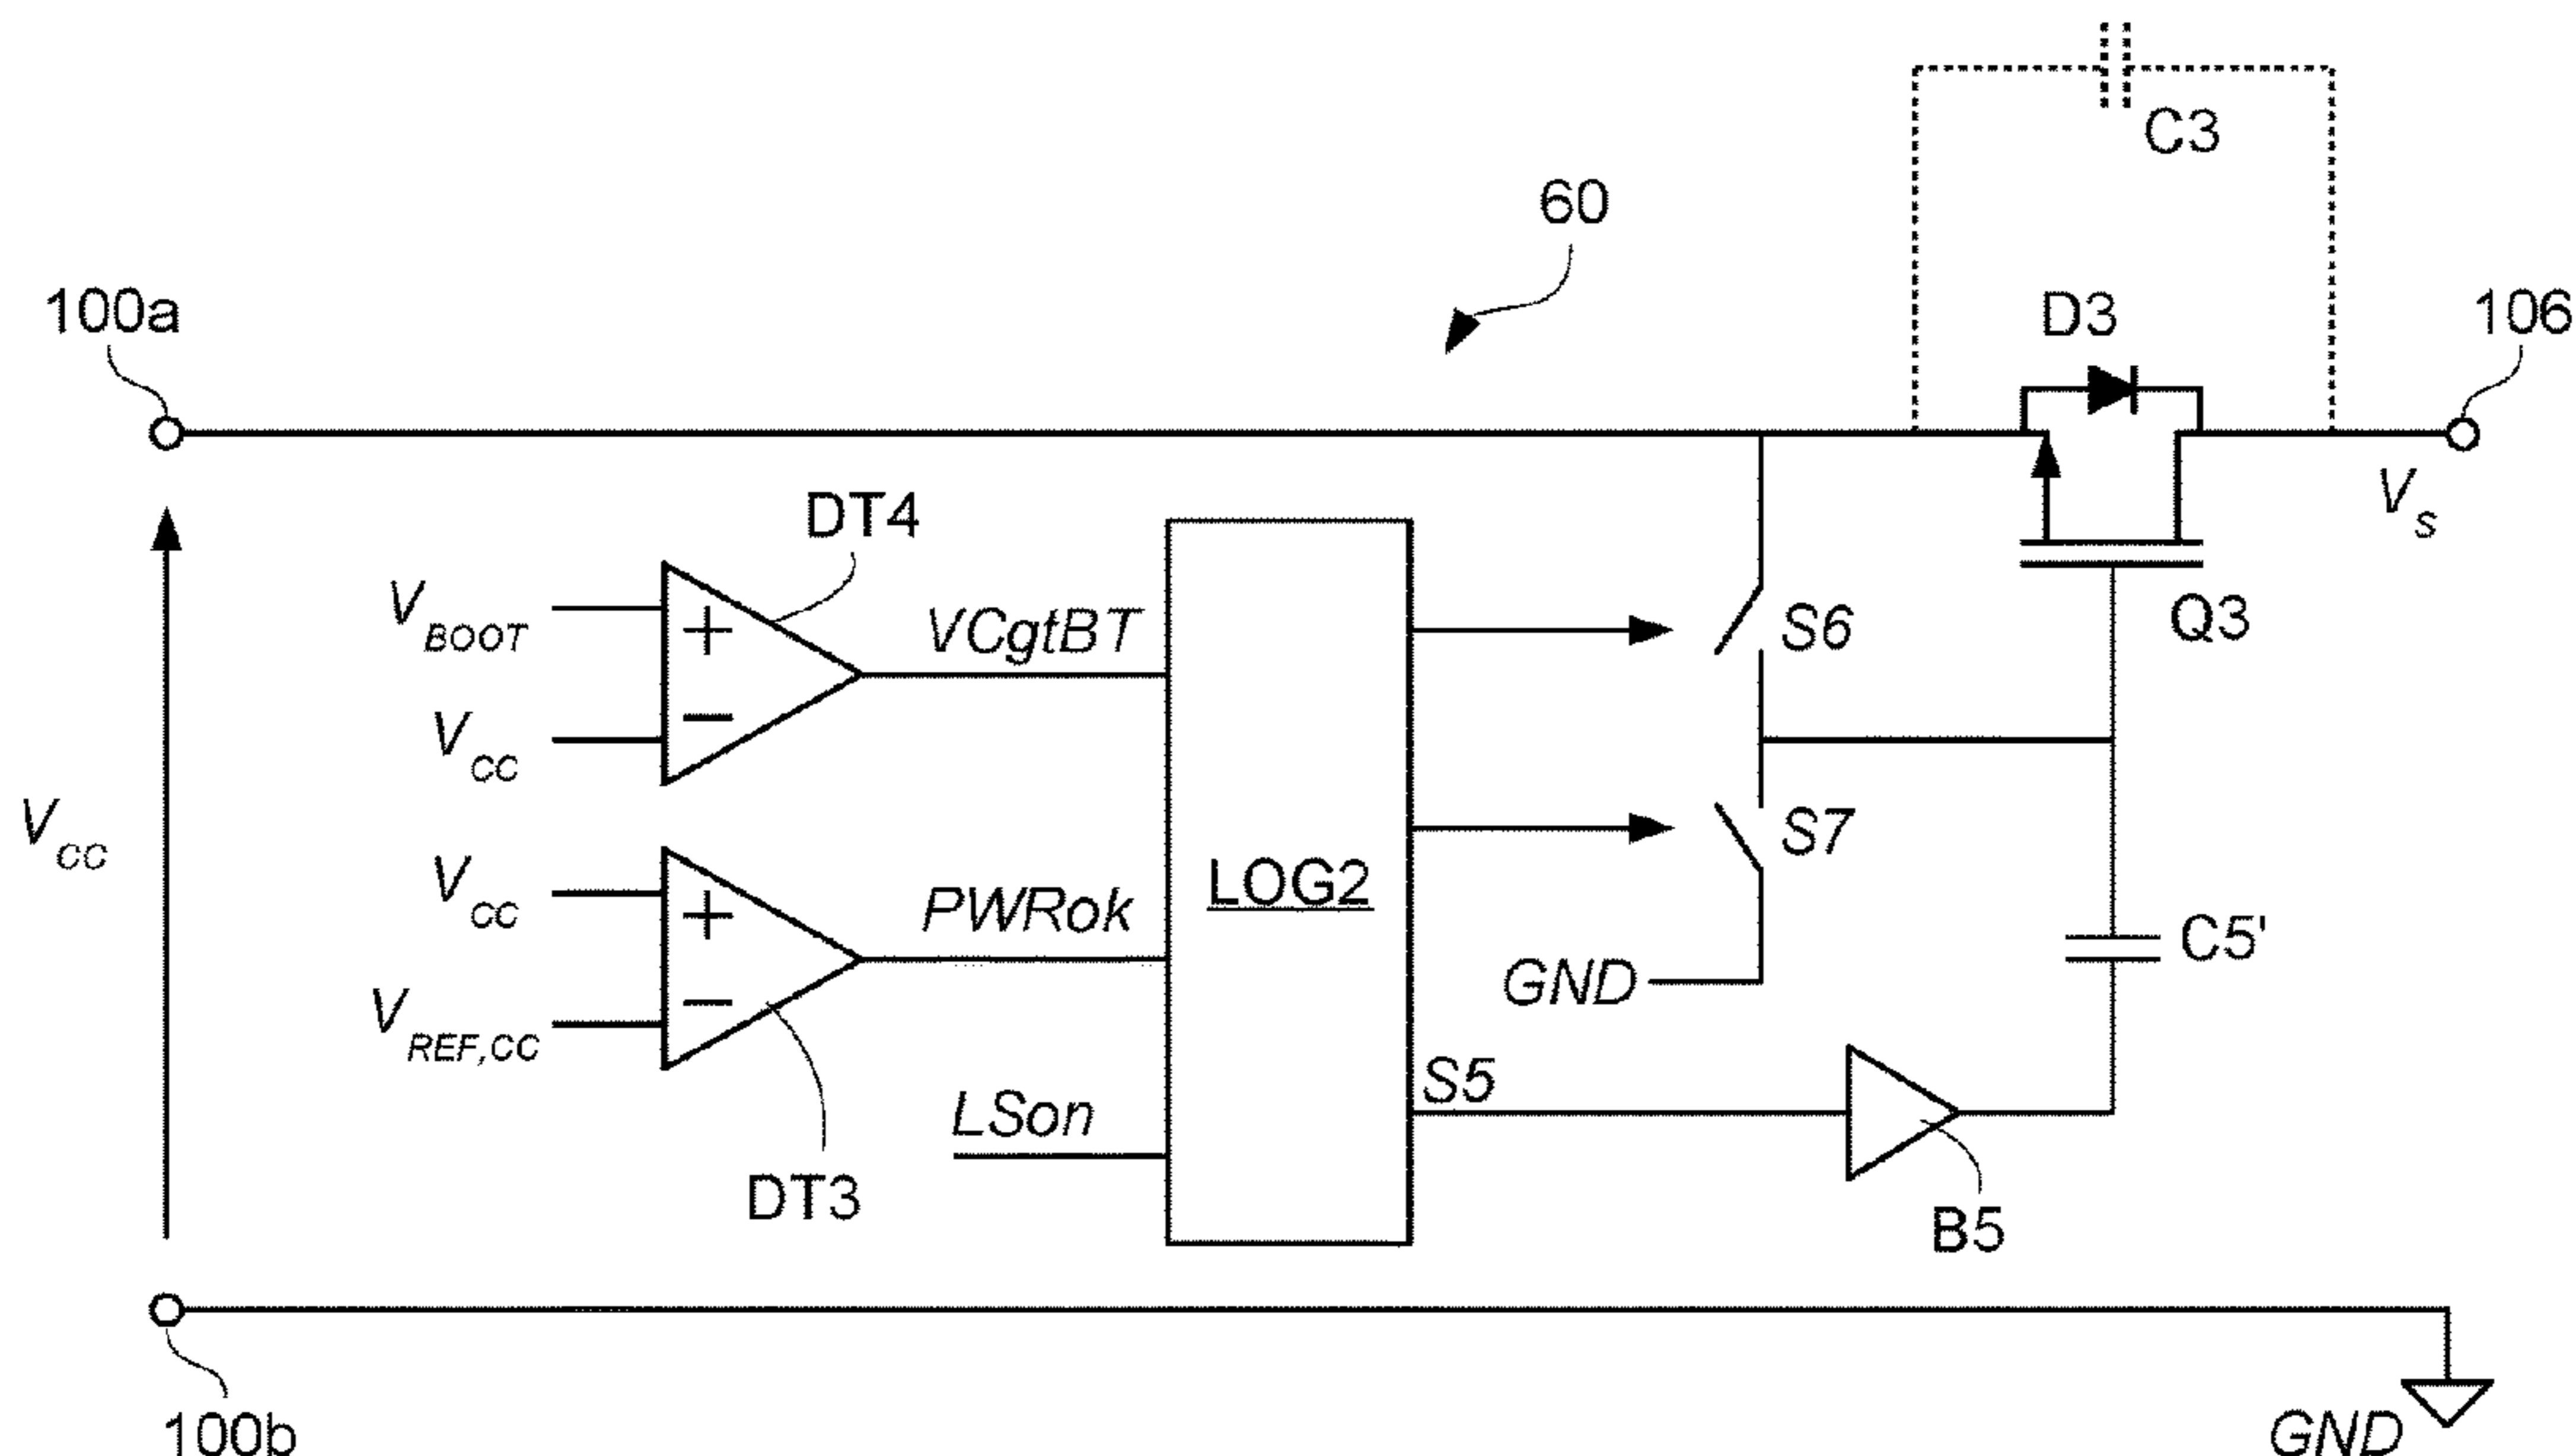 C3
60
100a
D3
106
DT4
V_S
V_BOOT
VCgtBT
S6
Q3
V_CC
V_CC
S7
V_CC
PWRok
LOG2
C5'
GND
V_REF,CC
LSon
S5
DT3
B5
100b
GND
+
−
+
−